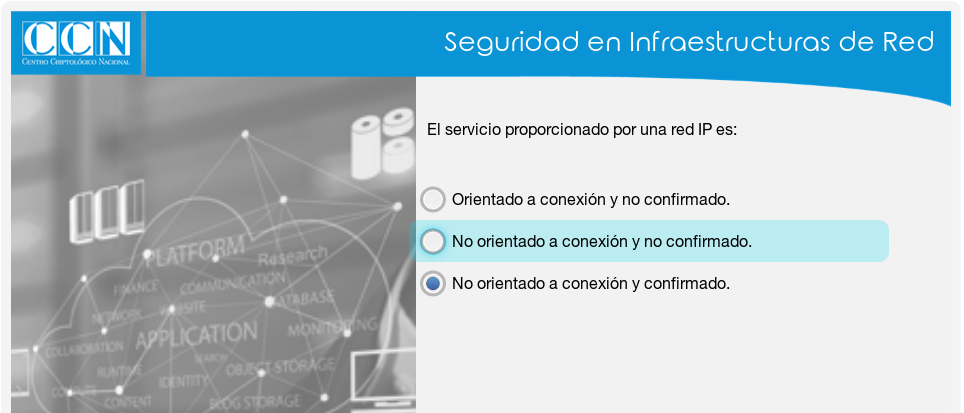 CCN
CENTRO CRIPTOLÓGICO NACIONAL
Seguridad en Infraestructuras de Red
El servicio proporcionado por una red IP es:
Orientado a conexión y no confirmado.
No orientado a conexión y no confirmado.
No orientado a conexión y confirmado.
PLATFORM
Research
FINANCE
COMMUNICATION
DATABASE
NETWORK
WEBSITE
APPLICATION
MONITORING
COLLABORATION
SEARCH
RUNTIME
OBJECT STORAGE
IDENTITY
COMPUTE
CONTENT
BLOG STORAGE